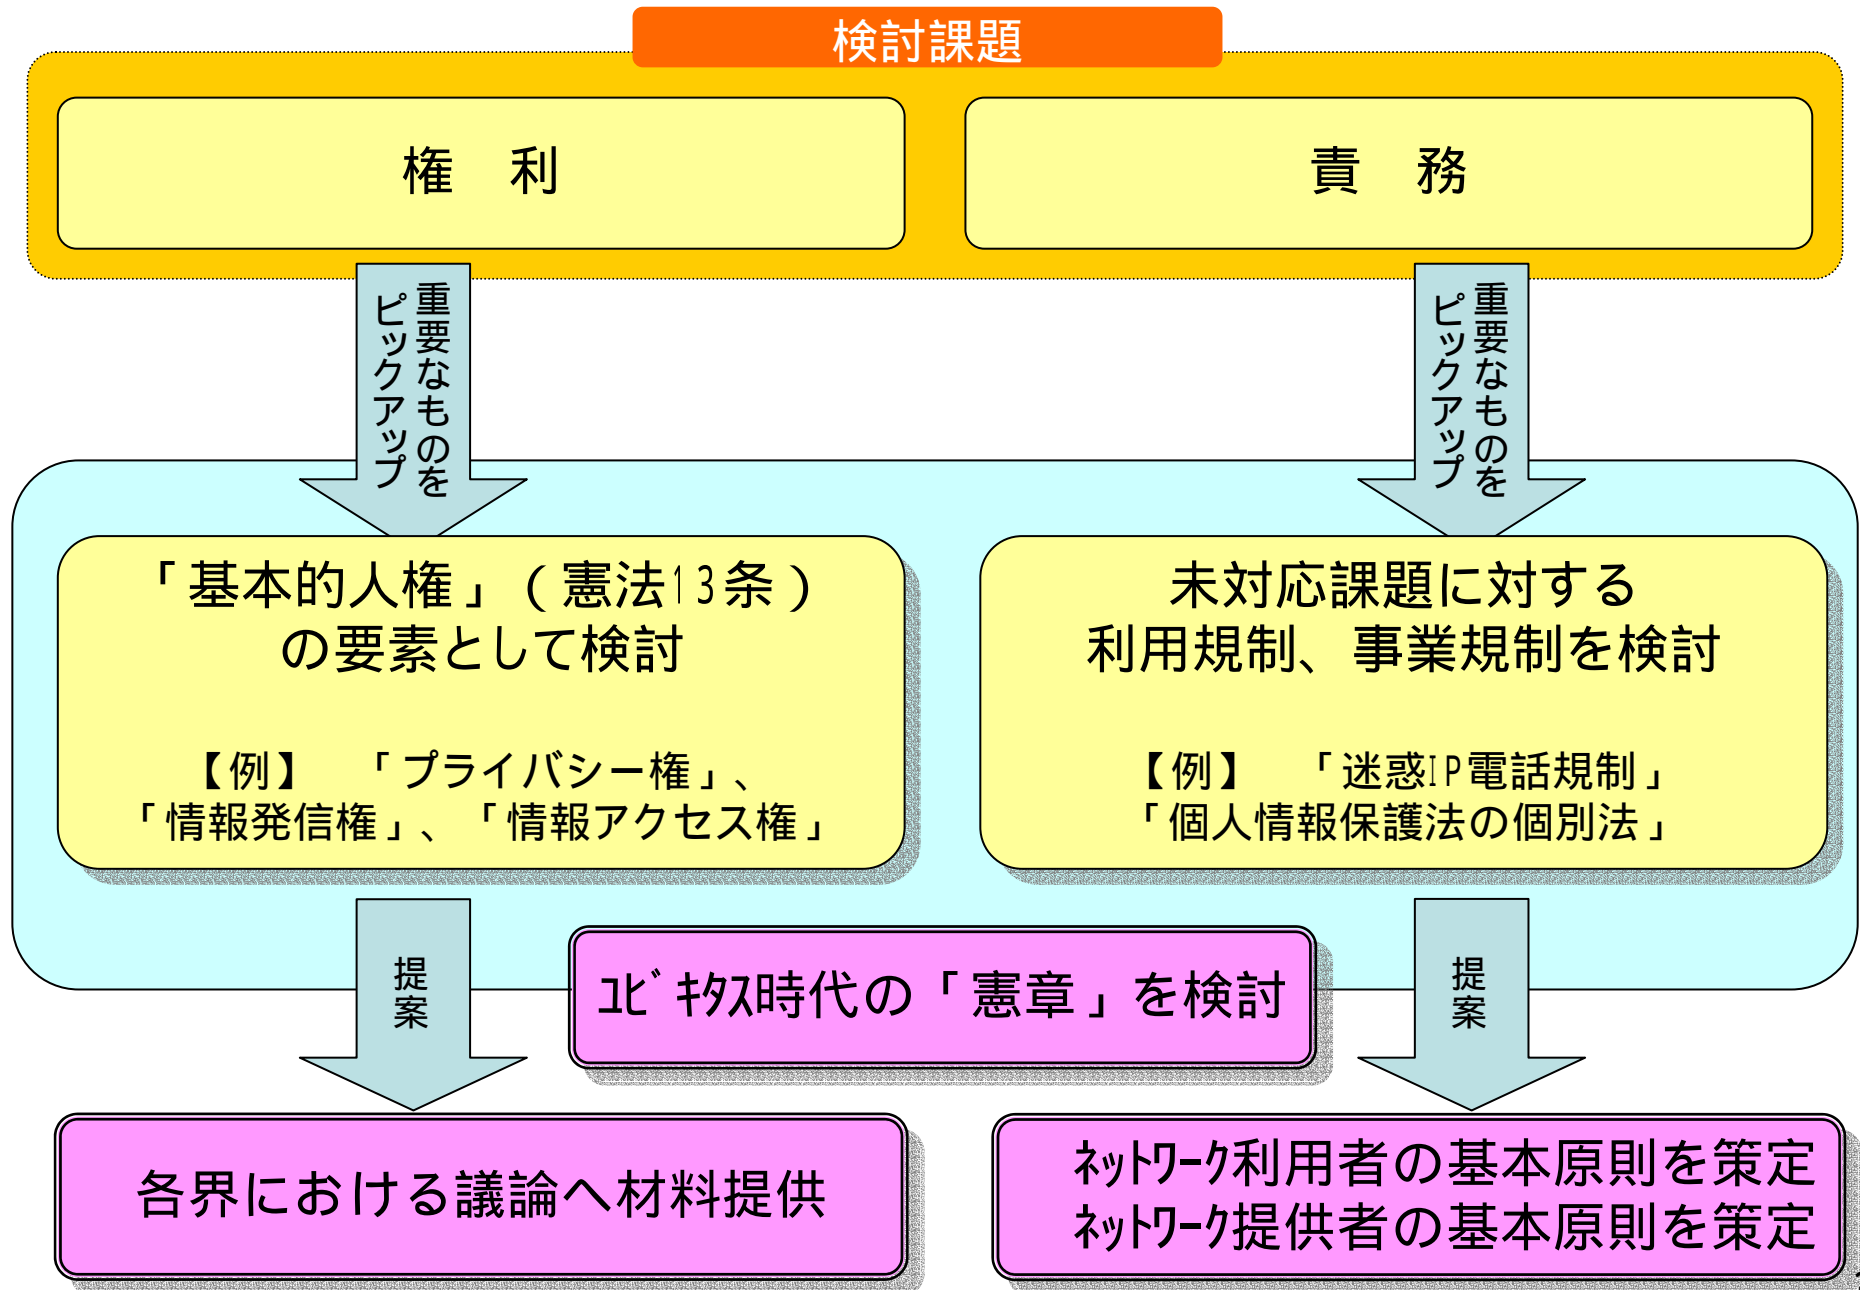 検討課題
権　利
責　務
重要なものを
ピックアップ
重要なものを
ピックアップ
「基本的人権」（憲法13条）
の要素として検討
【例】　「プライバシー権」、
「情報発信権」、「情報アクセス権」
未対応課題に対する
利用規制、事業規制を検討
【例】　「迷惑IP電話規制」
「個人情報保護法の個別法」
提案
ﾕﾋﾞｷﾀｽ時代の「憲章」を検討
提案
各界における議論へ材料提供
ﾈｯﾄﾜｰｸ利用者の基本原則を策定
ﾈｯﾄﾜｰｸ提供者の基本原則を策定